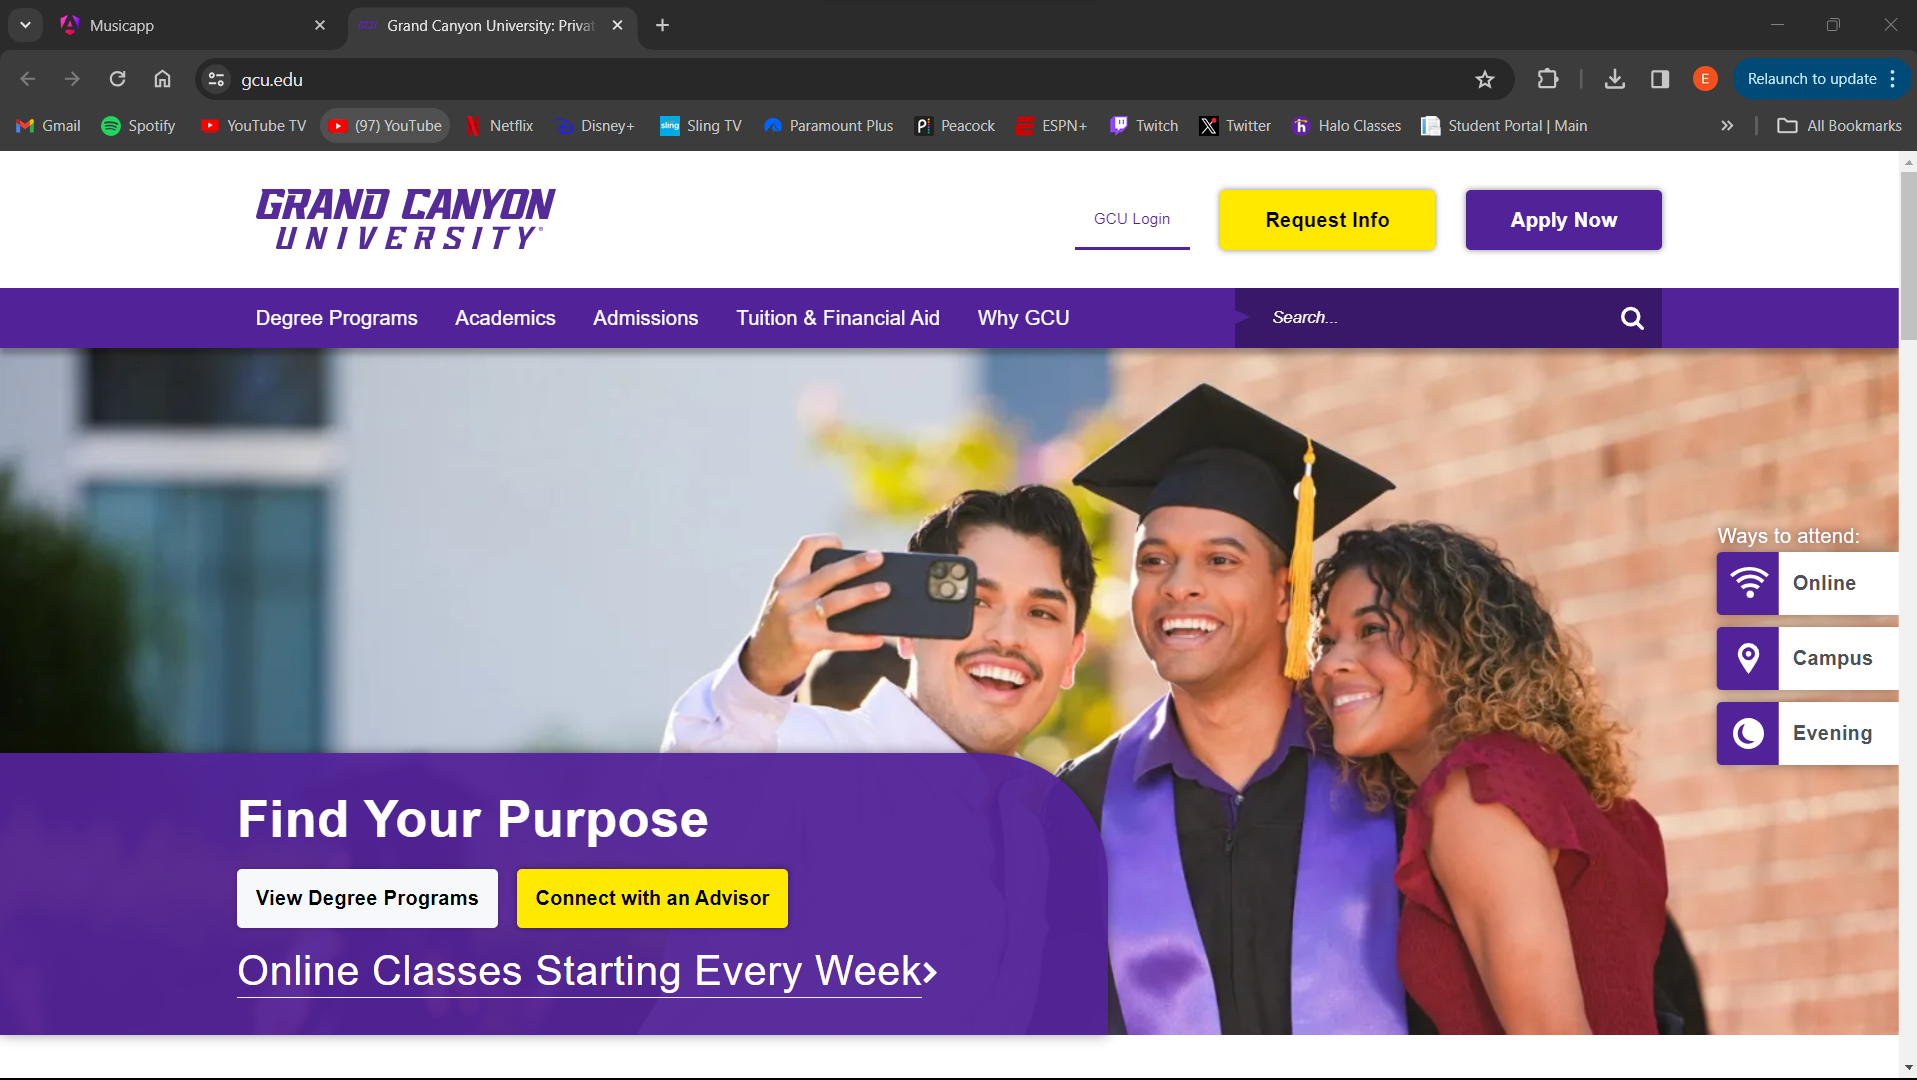 Musicapp
Grand Canyon University: Privat
gcu.edu
E
Relaunch to update
Gmail
Spotify
YouTube TV
(97) YouTube
Netflix
Disney+
sling
Sling TV
Paramount Plus
Peacock
ESPN+
Twitch
Twitter
Halo Classes
Student Portal | Main
All Bookmarks
GRAND CANYON
UNIVERSITY
GCU Login
Request Info
Apply Now
Degree Programs
Academics
Admissions
Tuition & Financial Aid
Why GCU
Search...
Ways to attend:
Online
Campus
Evening
Find Your Purpose
View Degree Programs
Connect with an Advisor
Online Classes Starting Every Week